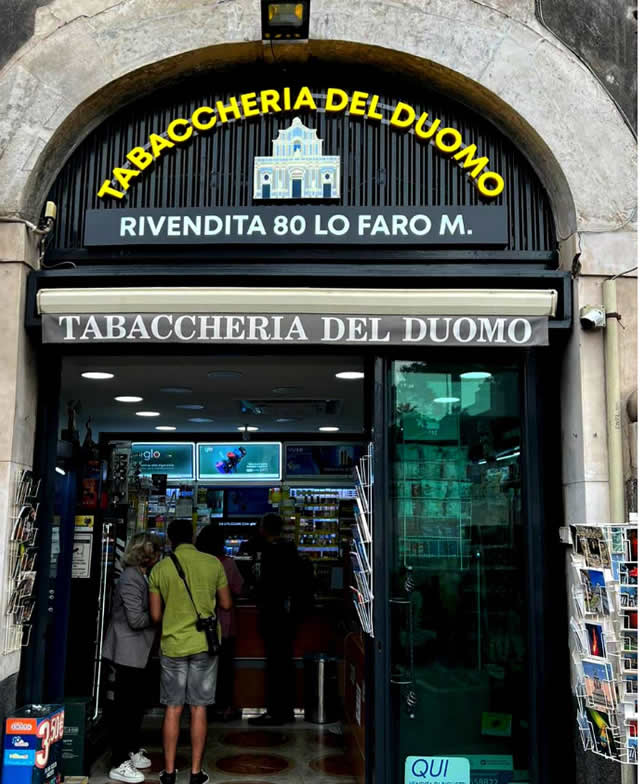 TABACCHERIA DEL DUOMO
RIVENDITA 80 LO FARO M.
TABACCHERIA DEL DUOMO
glo
QUI